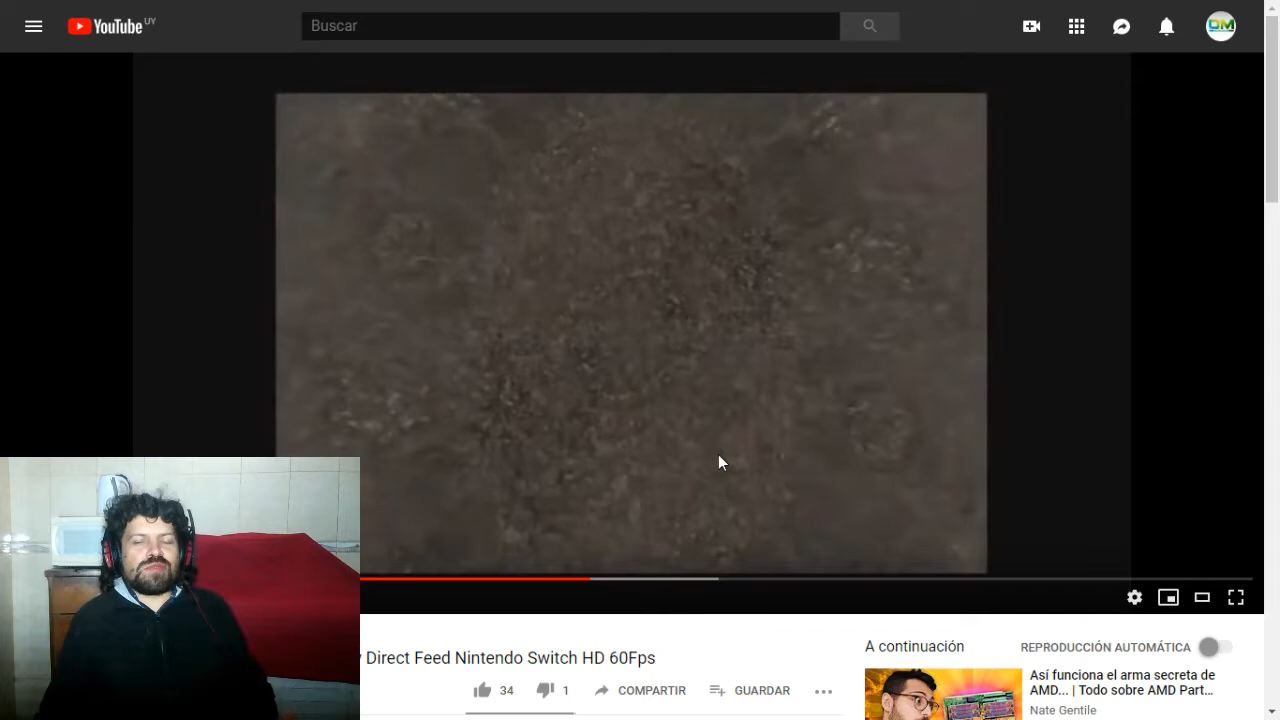 YouTube UY
Buscar
DM
Direct Feed Nintendo Switch HD 60Fps
34
1
COMPARTIR
GUARDAR
A continuación
REPRODUCCIÓN AUTOMÁTICA
Así funciona el arma secreta de
AMD... | Todo sobre AMD Part...
Nate Gentile